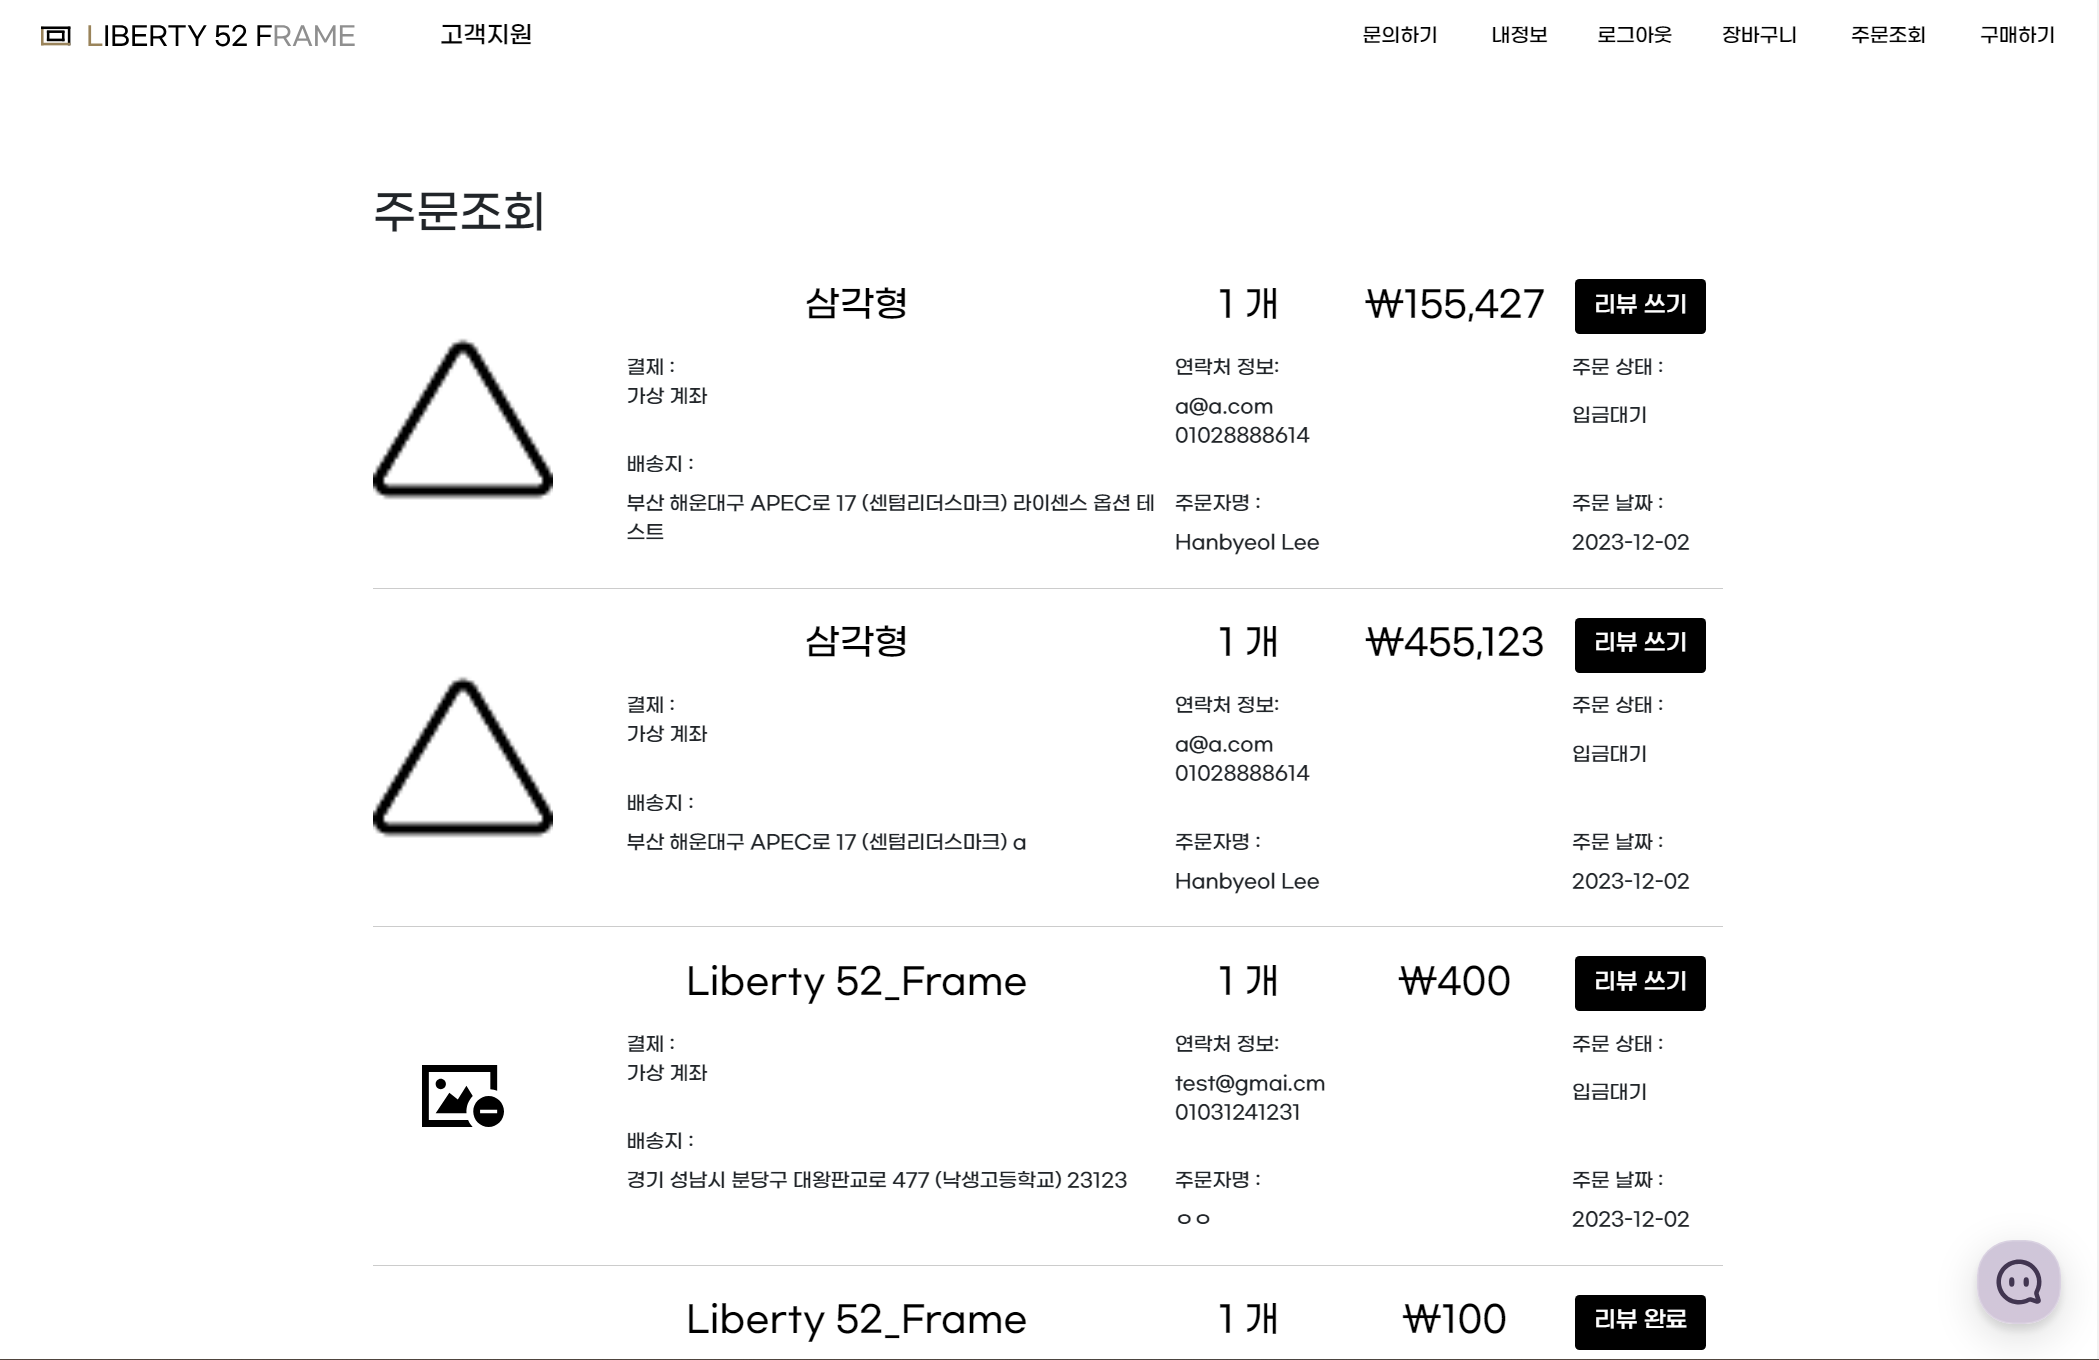 LIBERTY 52 FRAME 고객지원 문의하기 내정보 로그아웃 장바구니 주문조회 구매하기
주문조회
삼각형 1 개 ₩155,427 리뷰 쓰기
결제 : 연락처 정보: 주문 상태 :
가상 계좌
a@a.com 입금대기
01028888614
배송지 :
부산 해운대구 APEC로 17 (센텀리더스마크) 라이센스 옵션 테 주문자명 : 주문 날짜 :
스트
Hanbyeol Lee 2023-12-02
삼각형 1 개 ₩455,123 리뷰 쓰기
결제 : 연락처 정보: 주문 상태 :
가상 계좌
a@a.com 입금대기
01028888614
배송지 :
부산 해운대구 APEC로 17 (센텀리더스마크) a 주문자명 : 주문 날짜 :
Hanbyeol Lee 2023-12-02
Liberty 52_Frame 1 개 ₩400 리뷰 쓰기
결제 : 연락처 정보: 주문 상태 :
가상 계좌
test@gmai.cm 입금대기
01031241231
배송지 :
경기 성남시 분당구 대왕판교로 477 (낙생고등학교) 23123 주문자명 : 주문 날짜 :
ㅇㅇ 2023-12-02
Liberty 52_Frame 1 개 ₩100 리뷰 완료